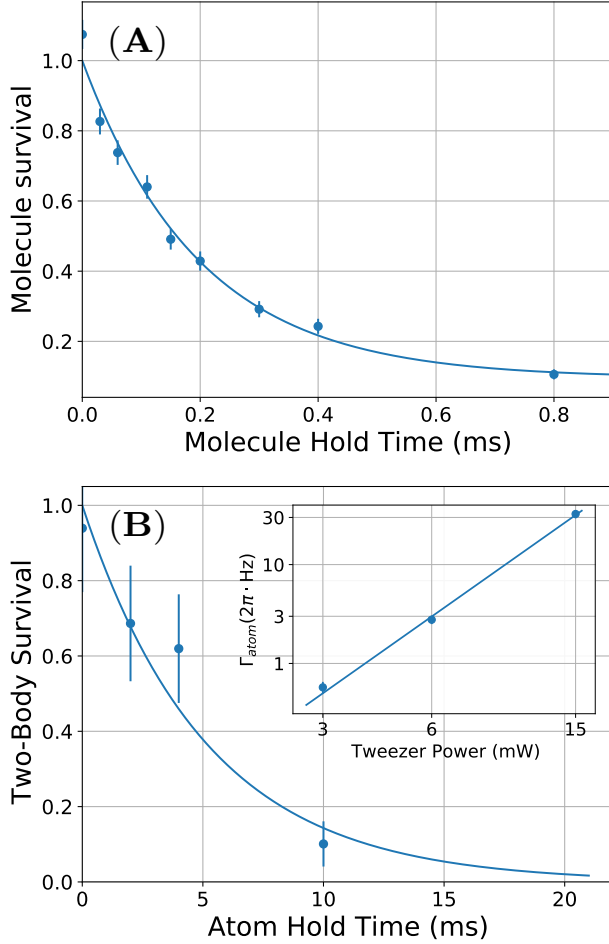 (A)
Molecule survival
1.0
0.8
0.6
0.4
0.2
0.0 0.2 0.4 0.6 0.8
Molecule Hold Time (ms)
(B)
Two-Body Survival
1.0
0.8
0.6
0.4
0.2
0.0
0 5 10 15 20
Atom Hold Time (ms)
Γatom(2π· Hz)
30
10
3
1
3 6 15
Tweezer Power (mW)